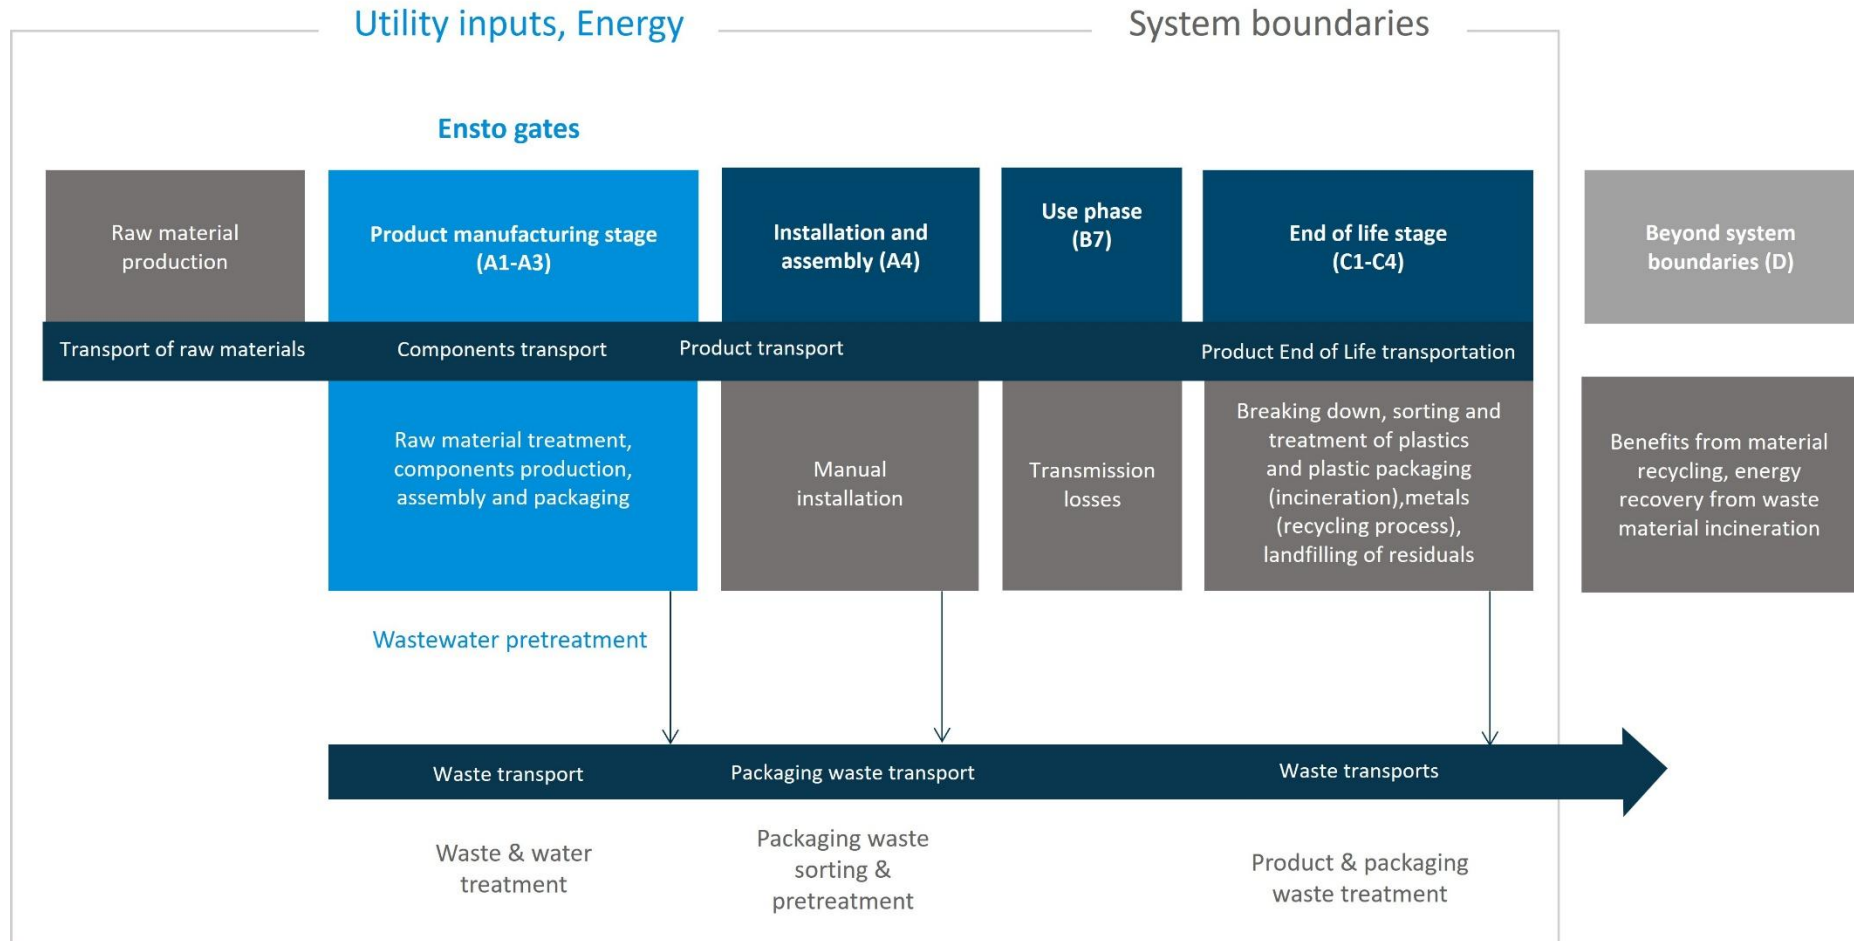 Utility inputs, Energy
System boundaries
Ensto gates
Raw material
production
Product manufacturing stage
(A1-A3)
Installation and
assembly (A4)
Use phase
(B7)
End of life stage
(C1-C4)
Beyond system
boundaries (D)
Transport of raw materials
Components transport
Product transport
Product End of Life transportation
Raw material treatment,
components production,
assembly and packaging
Manual
installation
Transmission
losses
Breaking down, sorting and
treatment of plastics
and plastic packaging
(incineration),metals
(recycling process),
landfilling of residuals
Benefits from material
recycling, energy
recovery from waste
material incineration
Wastewater pretreatment
Waste transport
Packaging waste transport
Waste transports
Waste & water
treatment
Packaging waste
sorting &
pretreatment
Product & packaging
waste treatment